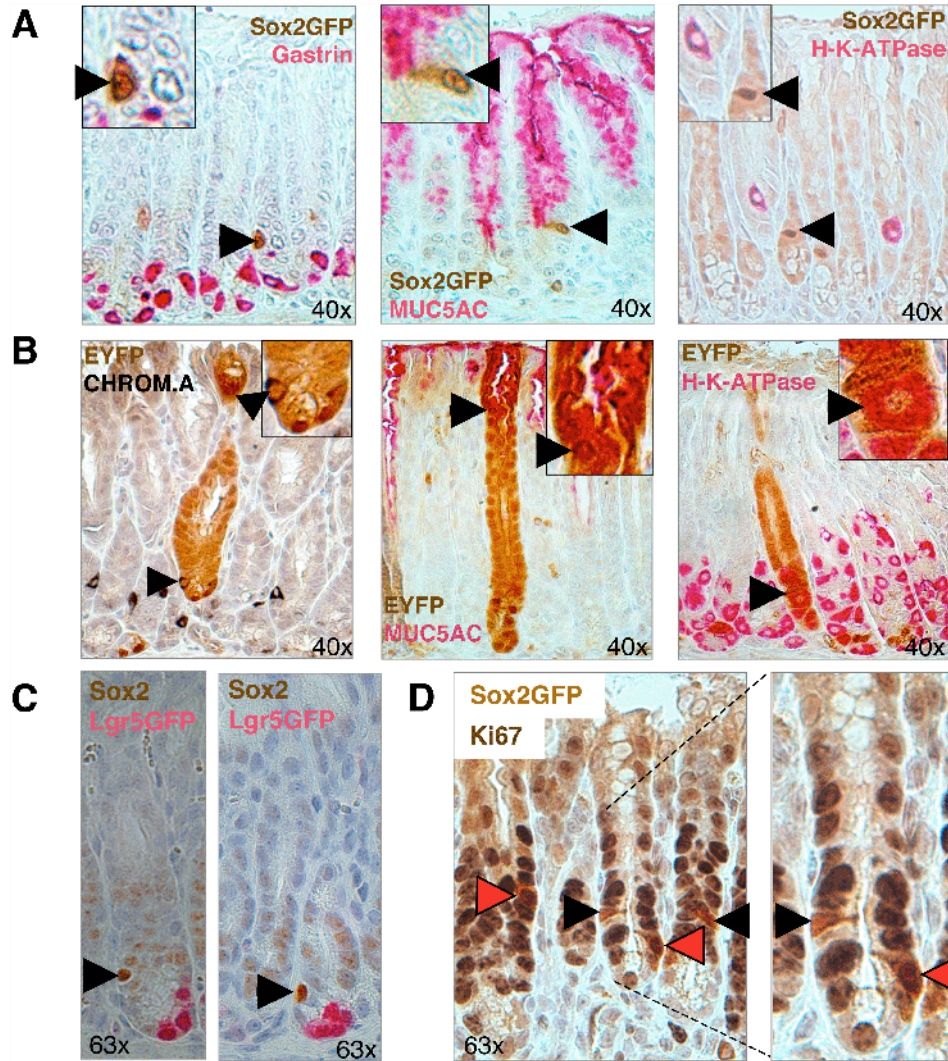 A
Sox2GFP
Gastrin
40x
Sox2GFP
MUC5AC
40x
Sox2GFP
H-K-ATPase
40x
B
EYFP
CHROM.A
40x
EYFP
MUC5AC
40x
EYFP
H-K-ATPase
40x
C
Sox2
Lgr5GFP
63x
Sox2
Lgr5GFP
63x
D
Sox2GFP
Ki67
63x